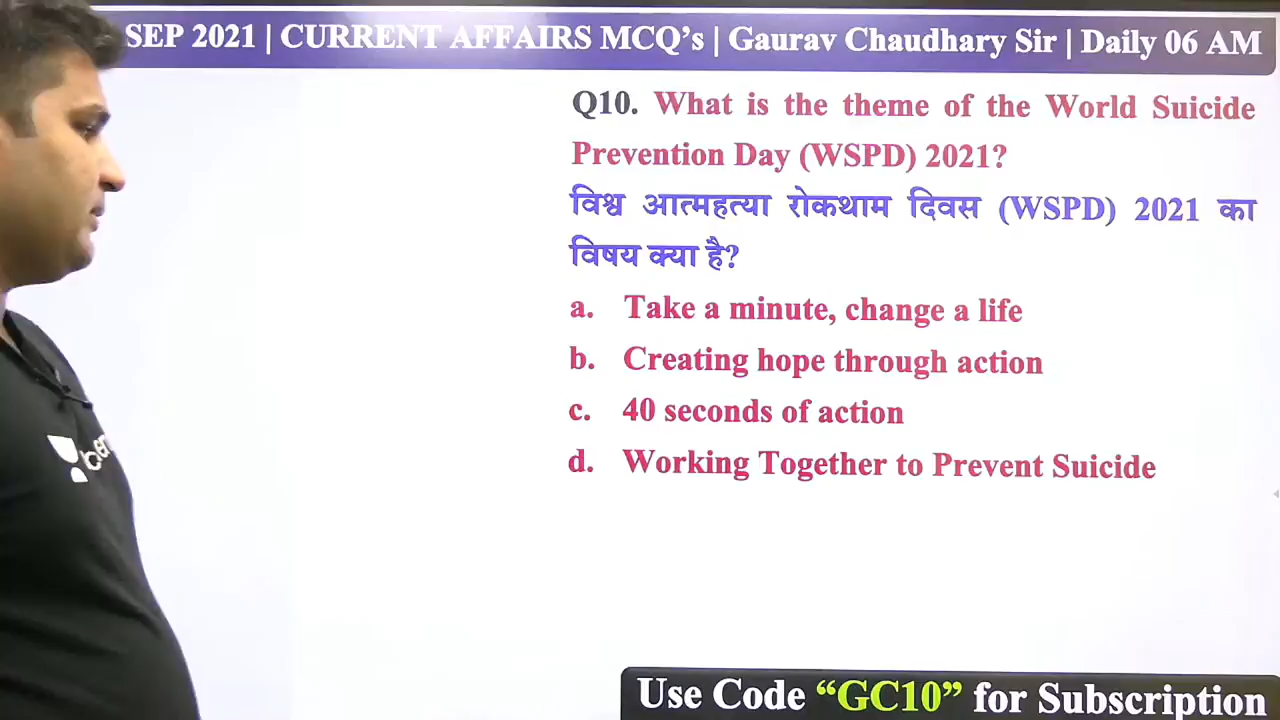 SEP 2021 | CURRENT AFFAIRS MCQ’s | Gaurav Chaudhary Sir | Daily 06 AM
Q10. What is the theme of the World Suicide
Prevention Day (WSPD) 2021?
विश्व आत्महत्या रोकथाम दिवस (WSPD) 2021 का
विषय क्या है?
a. Take a minute, change a life
b. Creating hope through action
c. 40 seconds of action
d. Working Together to Prevent Suicide
Use Code “GC10” for Subscription